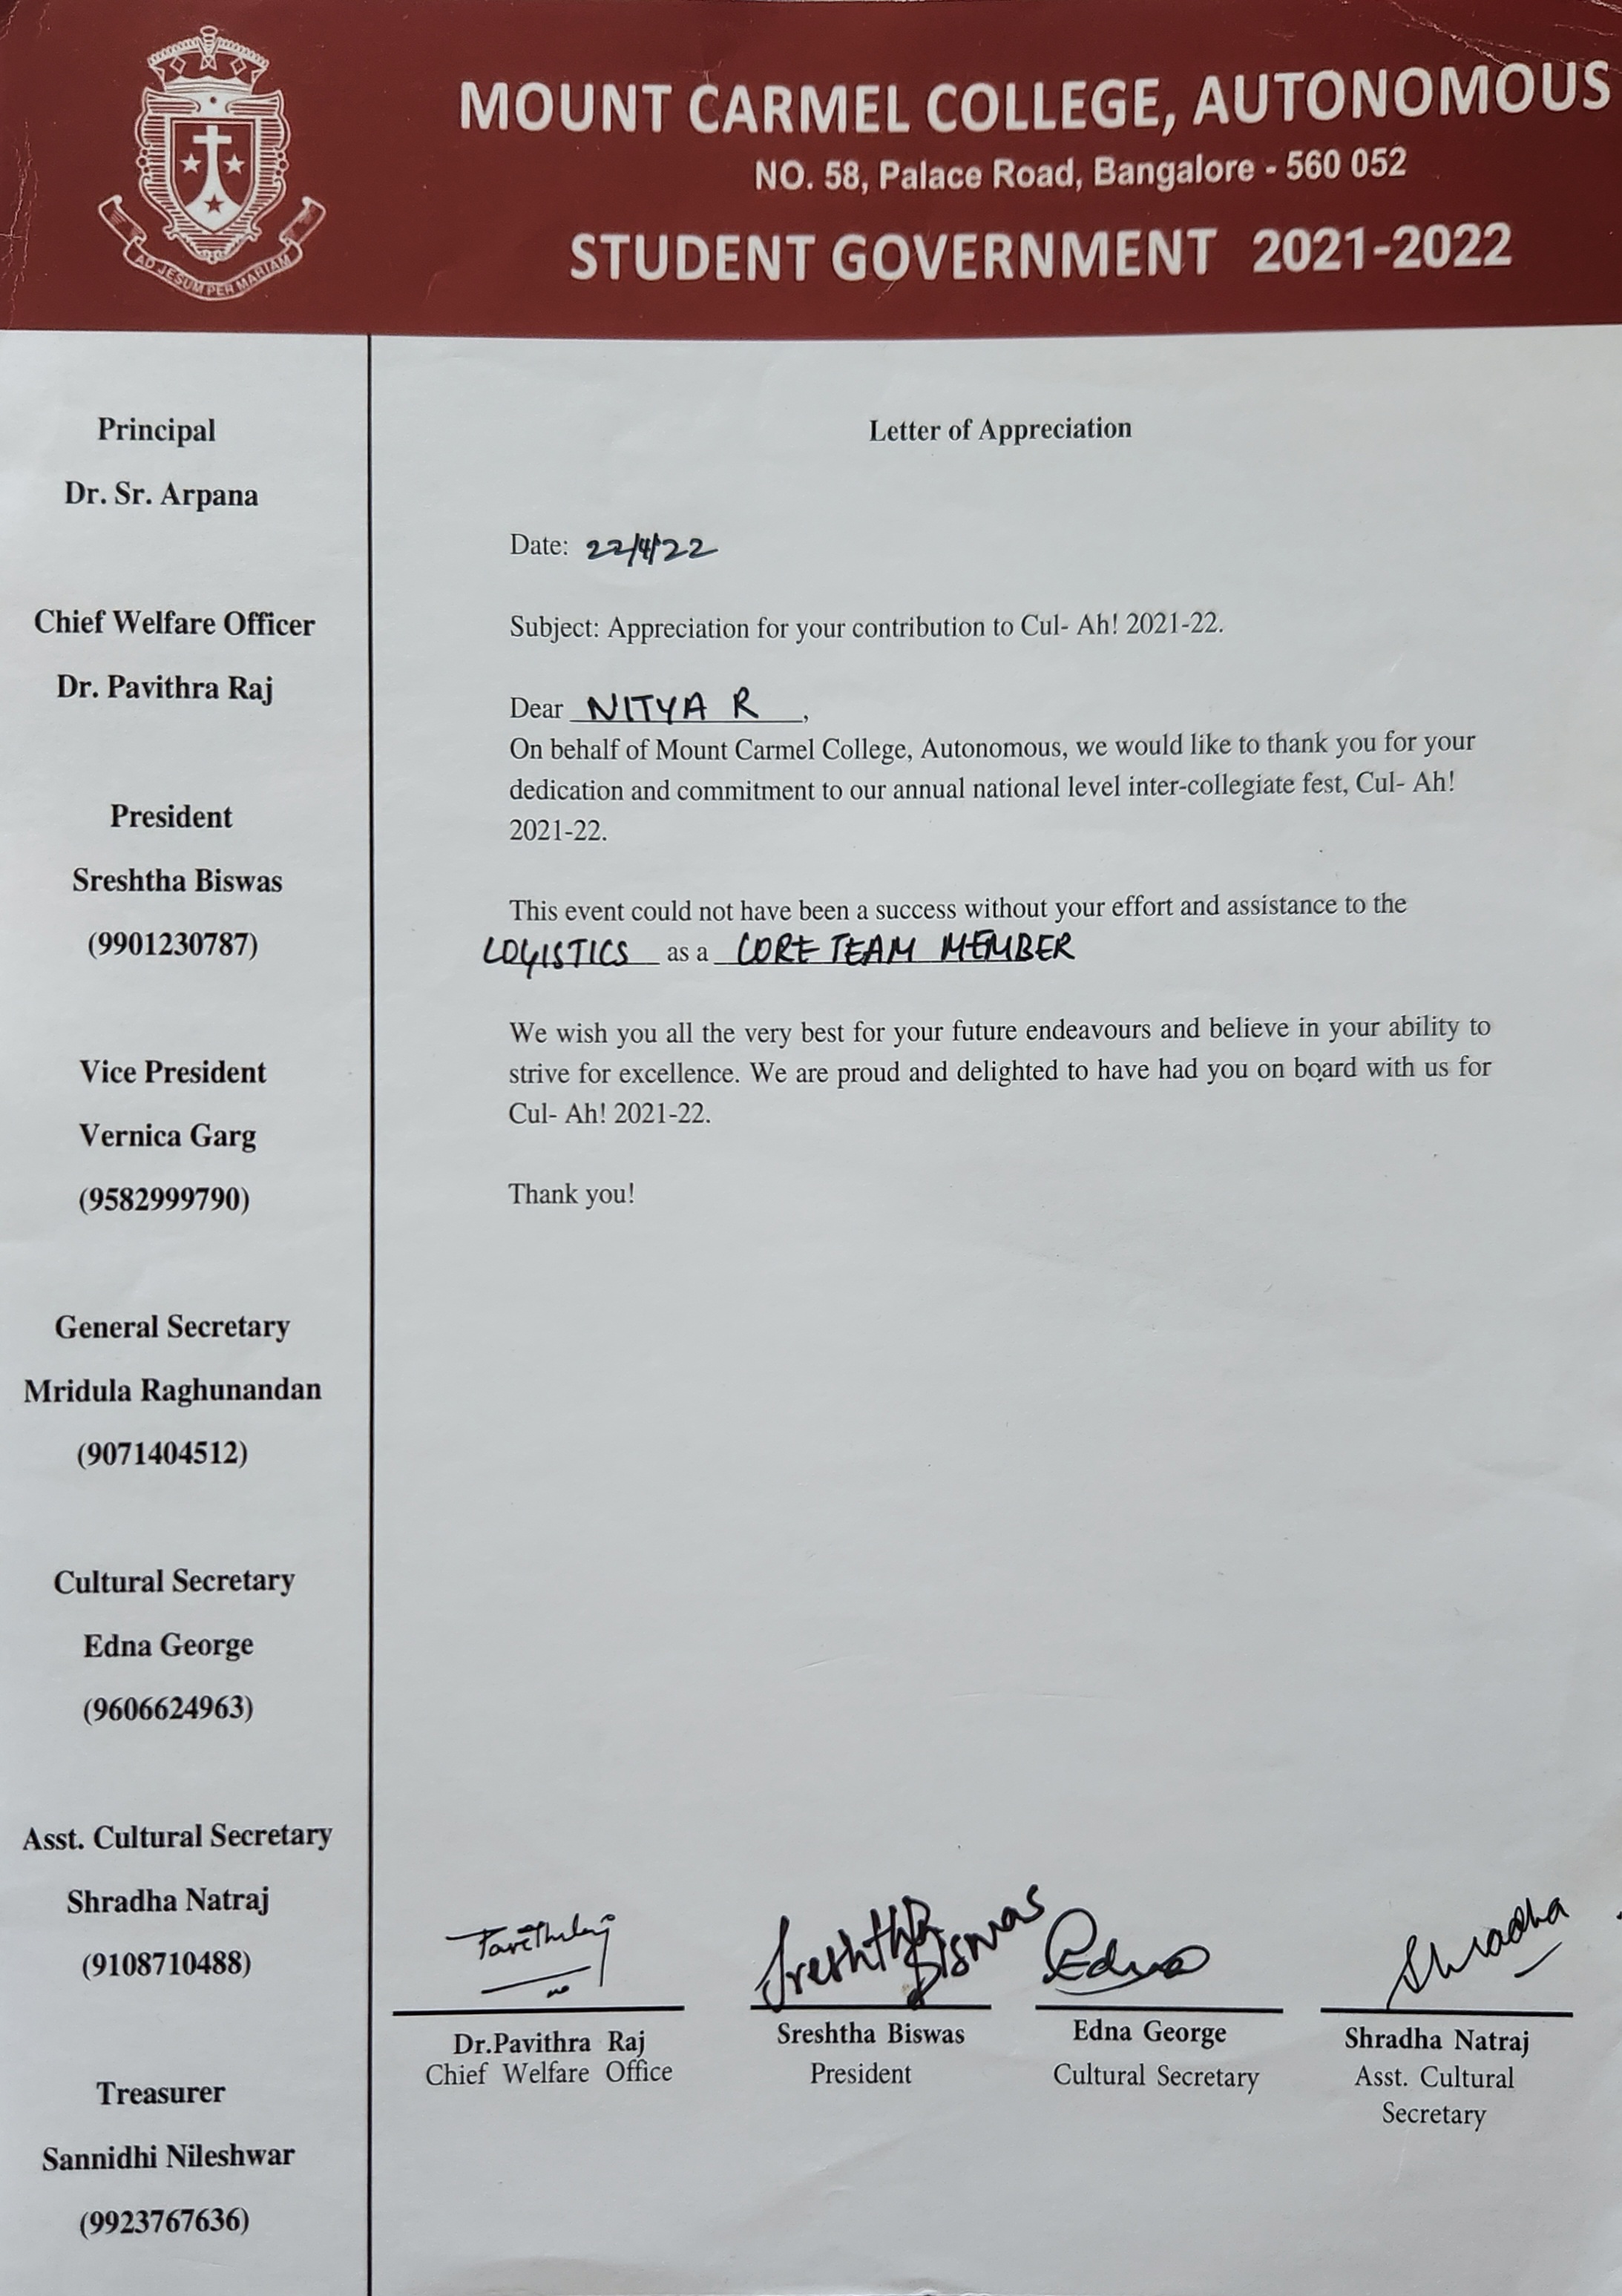 MOUNT CARMEL COLLEGE, AUTONOMOUS
NO. 58, Palace Road, Bangalore - 560 052
STUDENT GOVERNMENT 2021-2022
AD JESUM PER MARIAM
Principal
Dr. Sr. Arpana
Chief Welfare Officer
Dr. Pavithra Raj
President
Sreshtha Biswas
(9901230787)
Vice President
Vernica Garg
(9582999790)
General Secretary
Mridula Raghunandan
(9071404512)
Cultural Secretary
Edna George
(9606624963)
Asst. Cultural Secretary
Shradha Natraj
(9108710488)
Treasurer
Sannidhi Nileshwar
(9923767636)
Letter of Appreciation
Date: 22/4/22
Subject: Appreciation for your contribution to Cul- Ah! 2021-22.
Dear NITYA R,
On behalf of Mount Carmel College, Autonomous, we would like to thank you for your
dedication and commitment to our annual national level inter-collegiate fest, Cul- Ah!
2021-22.
This event could not have been a success without your effort and assistance to the
LOGISTICS as a CORE TEAM MEMBER
We wish you all the very best for your future endeavours and believe in your ability to
strive for excellence. We are proud and delighted to have had you on board with us for
Cul- Ah! 2021-22.
Thank you!
Sreshtha Biswas Edna Shradha
Dr.Pavithra Raj Sreshtha Biswas Edna George Shradha Natraj
Chief Welfare Office President Cultural Secretary Asst. Cultural
Secretary